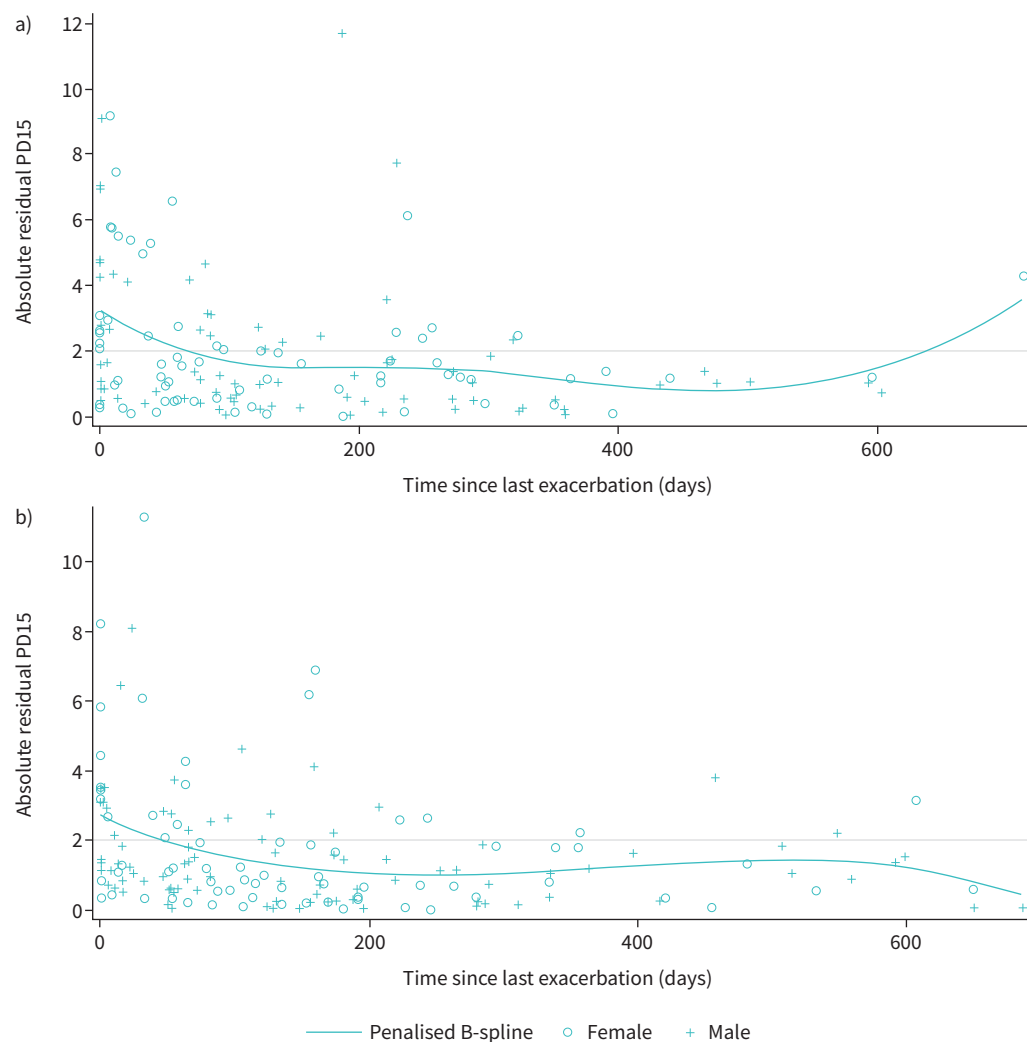 a)
12
10
8
6
4
2
0
Absolute residual PD15
0 200 400 600
Time since last exacerbation (days)
b)
10
8
6
4
2
0
Absolute residual PD15
0 200 400 600
Time since last exacerbation (days)
Penalised B-spline Female Male